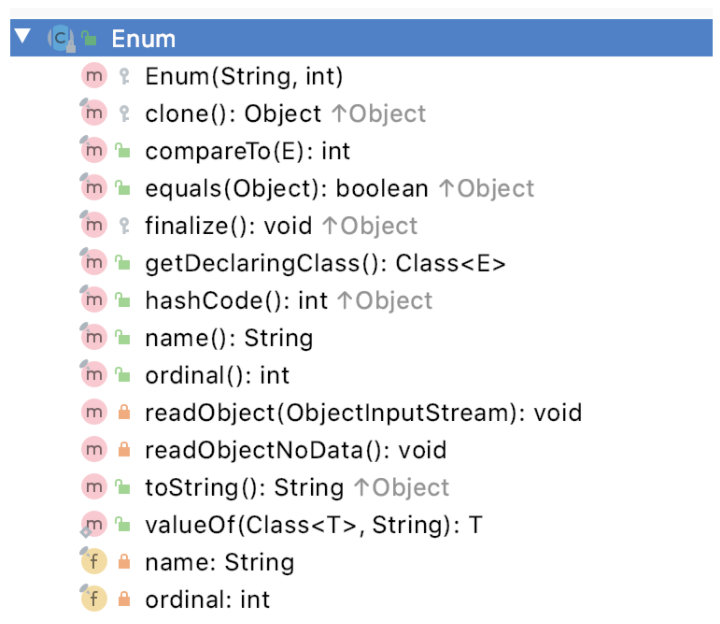 Enum
Enum(String, int)
clone(): Object ↑Object
compareTo(E): int
equals(Object): boolean ↑Object
finalize(): void ↑Object
getDeclaringClass(): Class<E>
hashCode(): int ↑Object
name(): String
ordinal(): int
readObject(ObjectInputStream): void
readObjectNoData(): void
toString(): String ↑Object
valueOf(Class<T>, String): T
name: String
ordinal: int